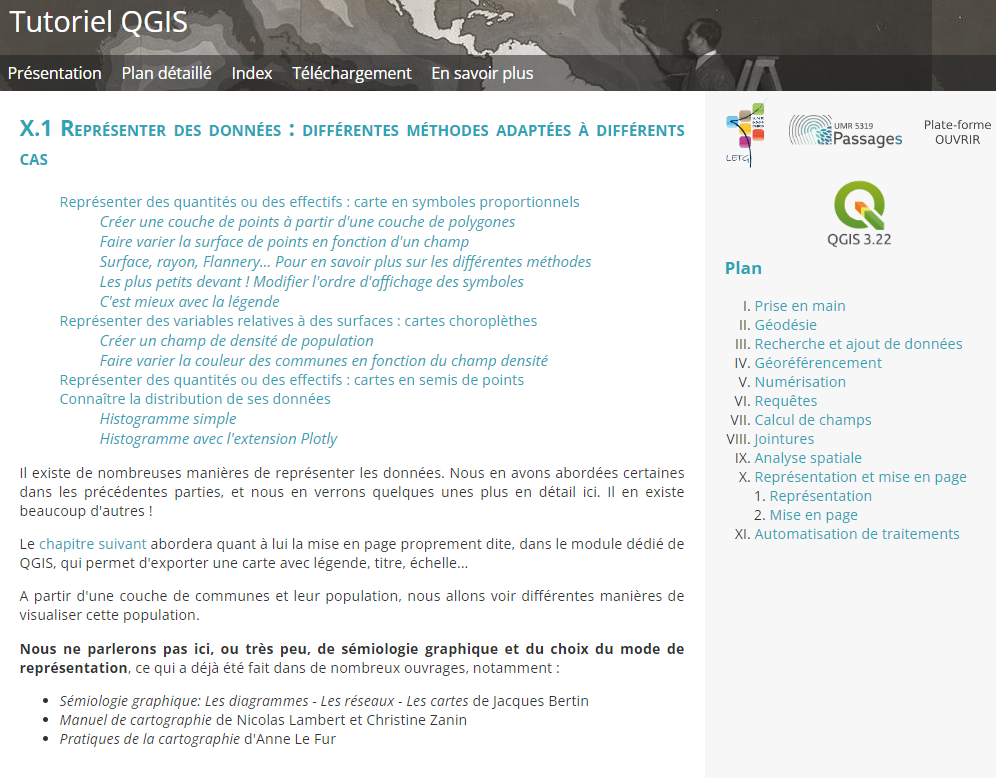 Tutoriel QGIS
Présentation Plan détaillé Index Téléchargement En savoir plus
X.1 Représenter des données : différentes méthodes adaptées à différents
cas
Représenter des quantités ou des effectifs : carte en symboles proportionnels
Créer une couche de points à partir d'une couche de polygones
Faire varier la surface de points en fonction d'un champ
Surface, rayon, Flannery... Pour en savoir plus sur les différentes méthodes
Les plus petits devant ! Modifier l'ordre d'affichage des symboles
C'est mieux avec la légende
Représenter des variables relatives à des surfaces : cartes choroplèthes
Créer un champ de densité de population
Faire varier la couleur des communes en fonction du champ densité
Représenter des quantités ou des effectifs : cartes en semis de points
Connaître la distribution de ses données
Histogramme simple
Histogramme avec l'extension Plotly
Il existe de nombreuses manières de représenter les données. Nous en avons abordées certaines
dans les précédentes parties, et nous en verrons quelques unes plus en détail ici. Il en existe
beaucoup d'autres !
Le chapitre suivant abordera quant à lui la mise en page proprement dite, dans le module dédié de
QGIS, qui permet d'exporter une carte avec légende, titre, échelle...
A partir d'une couche de communes et leur population, nous allons voir différentes manières de
visualiser cette population.
Nous ne parlerons pas ici, ou très peu, de sémiologie graphique et du choix du mode de
représentation, ce qui a déjà été fait dans de nombreux ouvrages, notamment :
• Sémiologie graphique: Les diagrammes - Les réseaux - Les cartes de Jacques Bertin
• Manuel de cartographie de Nicolas Lambert et Christine Zanin
• Pratiques de la cartographie d'Anne Le Fur
LETG
UMR 5319
Passages
Plate-forme
OUVRIR
QGIS 3.22
Plan
I. Prise en main
II. Géodésie
III. Recherche et ajout de données
IV. Géoréférencement
V. Numérisation
VI. Requêtes
VII. Calcul de champs
VIII. Jointures
IX. Analyse spatiale
X. Représentation et mise en page
1. Représentation
2. Mise en page
XI. Automatisation de traitements